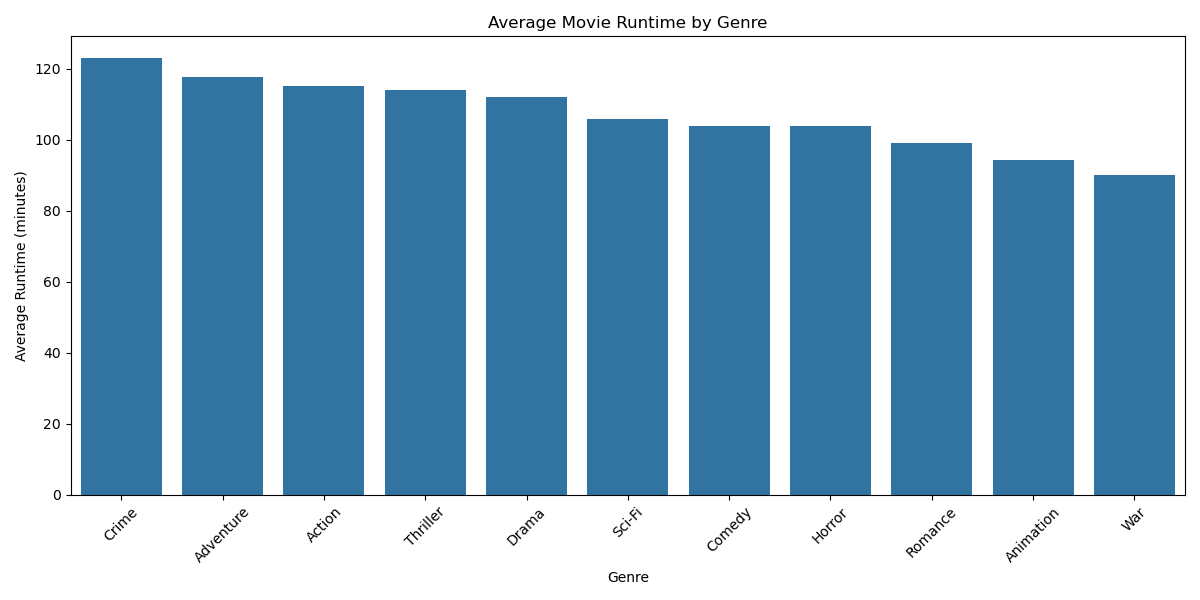 Average Movie Runtime by Genre
Average Runtime (minutes)
120
100
80
60
40
20
0
Crime
Adventure
Action
Thriller
Drama
Sci-Fi
Comedy
Horror
Romance
Animation
War
Genre